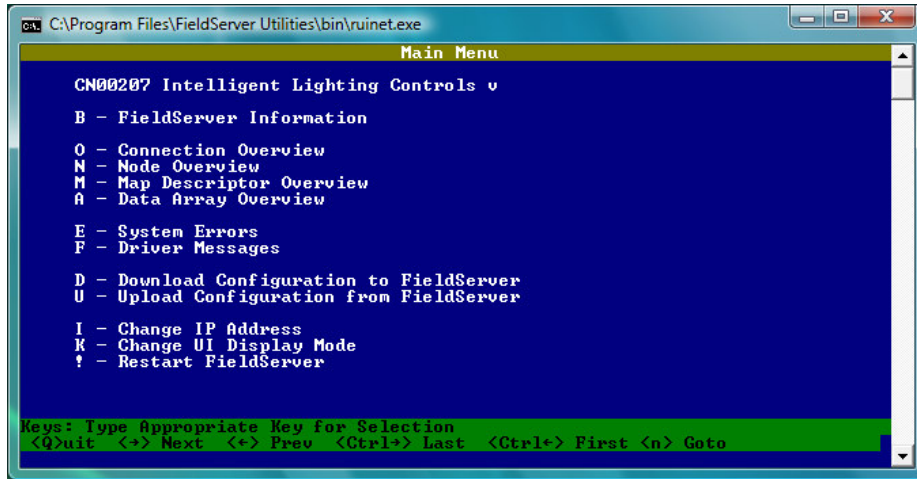 C:\Program Files\FieldServer Utilities\bin\ruinet.exe
Main Menu
CN00207 Intelligent Lighting Controls v
B - FieldServer Information
O - Connection Overview
N - Node Overview
M - Map Descriptor Overview
A - Data Array Overview
E - System Errors
F - Driver Messages
D - Download Configuration to FieldServer
U - Upload Configuration from FieldServer
I - Change IP Address
K - Change UI Display Mode
! - Restart FieldServer
Keys: Type Appropriate Key for Selection
<Q>uit <→> Next <←> Prev <Ctrl→> Last <Ctrl←> First <n> Goto